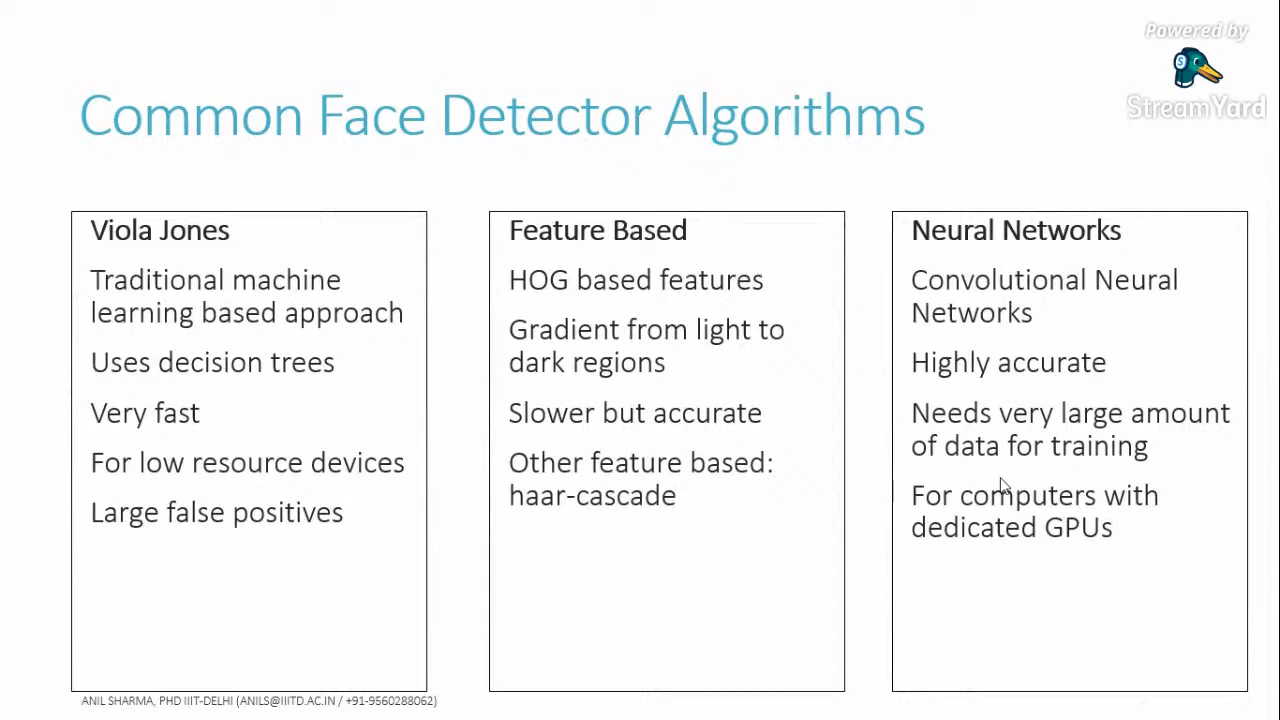 Powered by
StreamYard
Common Face Detector Algorithms
Viola Jones
Traditional machine
learning based approach
Uses decision trees
Very fast
For low resource devices
Large false positives
Feature Based
HOG based features
Gradient from light to
dark regions
Slower but accurate
Other feature based:
haar-cascade
Neural Networks
Convolutional Neural
Networks
Highly accurate
Needs very large amount
of data for training
For computers with
dedicated GPUs
ANIL SHARMA, PHD IIIT-DELHI (ANILS@IIITD.AC.IN / +91-9560288062)